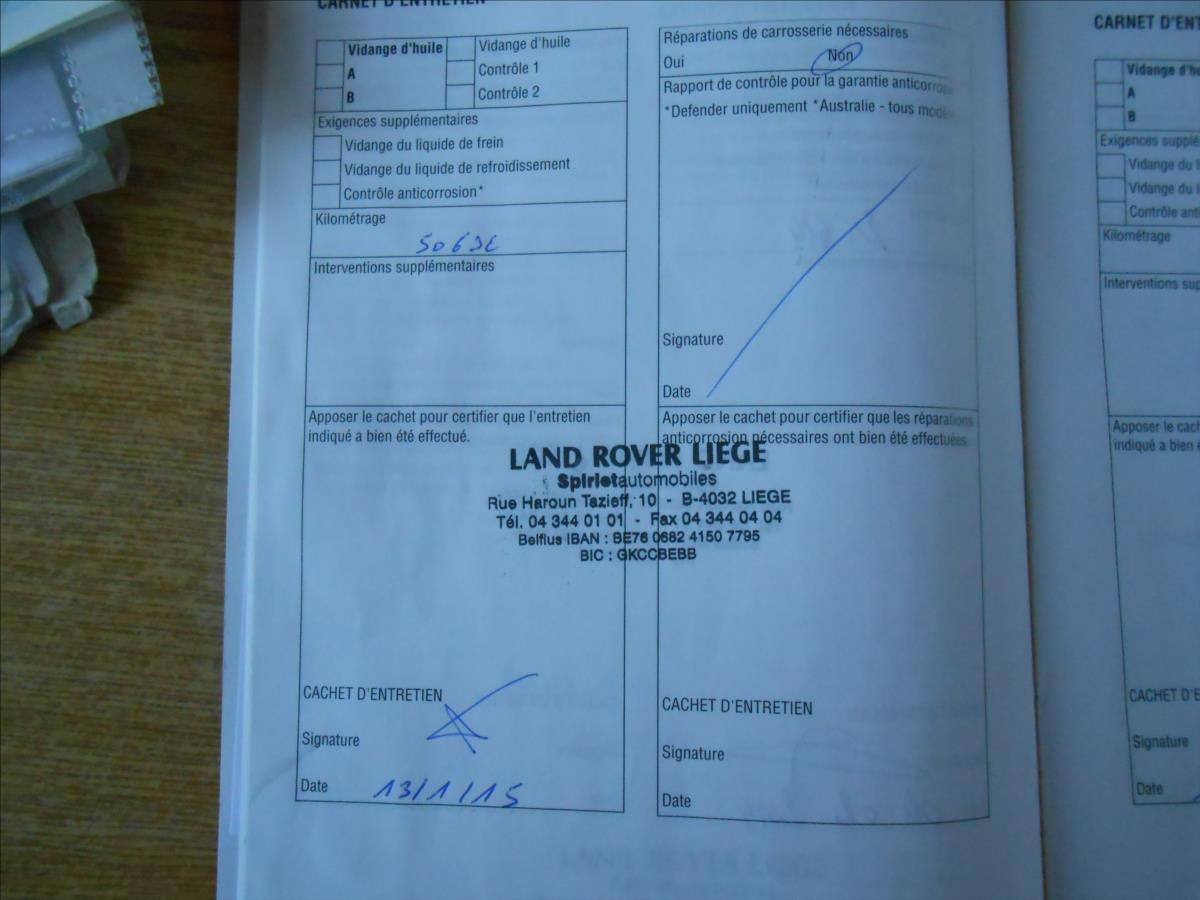 CARNET D'ENTRETIEN
Vidange d'huile
A
B
Vidange d'huile
Contrôle 1
Contrôle 2
Exigences supplémentaires
Vidange du liquide de frein
Vidange du liquide de refroidissement
Contrôle anticorrosion*
Kilométrage
Interventions supplémentaires
Apposer le cachet pour certifier que l'entretien
indiqué a bien été effectué.
CACHET D'ENTRETIEN
Signature
Date 13/1/15
Réparations de carrosserie nécessaires
Oui Non
Rapport de contrôle pour la garantie anticorro
*Defender uniquement *Australie - tous modè
Signature
Date
Apposer le cachet pour certifier que les réparations
anticorrosion nécessaires ont bien été effectuées.
LAND ROVER LIEGE
Spirletautomobiles
Rue Haroun Tazieff, 10 - B-4032 LIEGE
Tél. 04 344 01 01 - Fax 04 344 04 04
Belfius IBAN : BE76 0682 4150 7795
BIC : GKCCBEBB
CACHET D'ENTRETIEN
Signature
Date
CARNET D'ENT
Vidange d'hu
A
B
Exigences supplé
Vidange du l
Vidange du l
Contrôle anti
Kilométrage
Interventions sup
Apposer le cach
indiqué a bien é
CACHET D'E
Signature
Date